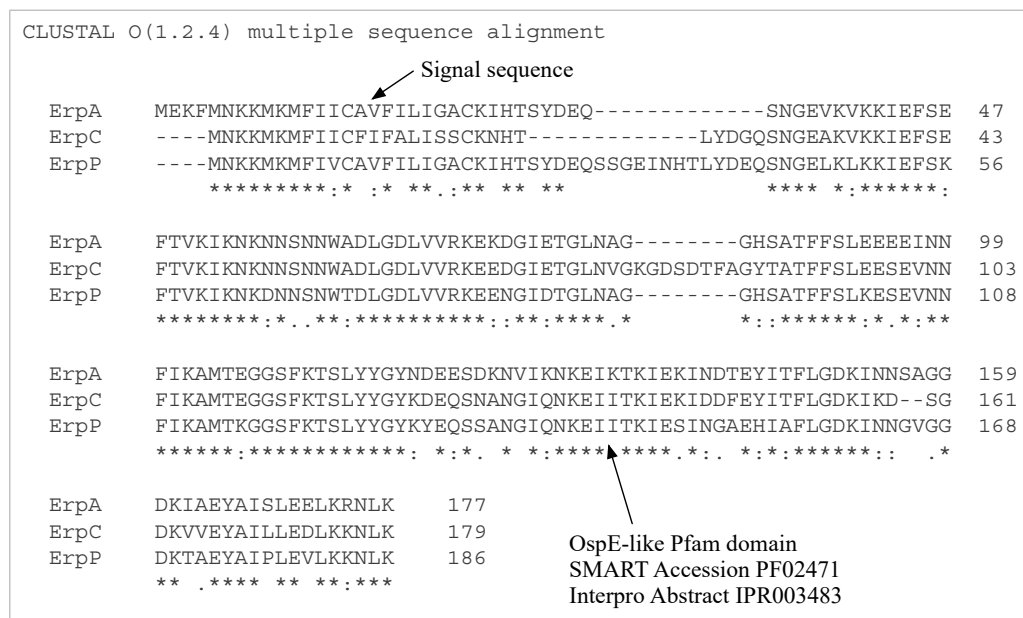 CLUSTAL O(1.2.4) multiple sequence alignment
Signal sequence
ErpA MEKFMNKKMKMFIICAVFILIGACKIHTSYDEQ-------------SNGEVKVKKIEFSE 47
ErpC ----MNKKMKMFIICFIFALISSCKNHT-------------LYDGQSNGEAKVKKIEFSE 43
ErpP ----MNKKMKMFIVCAVFILIGACKIHTSYDEQSSGEINHTLYDEQSNGELKLKKIEFSK 56
*********:* :* **.:** ** ** **** *:******:
ErpA FTVKIKNKNNSNNWADLGDLVVRKEKDGIETGLNAG--------GHSATFFSLEEEEINN 99
ErpC FTVKIKNKNNSNNWADLGDLVVRKEEDGIETGLNVGKGDSDTFAGYTATFFSLEESEVNN 103
ErpP FTVKIKNKDNNSNWTDLGDLVVRKEENGIDTGLNAG--------GHSATFFSLKESEVNN 108
********:*..**:**********::**:****.* *::******:*.*:**
ErpA FIKAMTEGGSFKTSLYYGYNDEESDKNVIKNKEIKTKIEKINDTEYITFLGDKINNSAGG 159
ErpC FIKAMTEGGSFKTSLYYGYKDEQSNANGIQNKEIITKIEKIDDFEYITFLGDKIKD--SG 161
ErpP FIKAMTKGGSFKTSLYYGYKYEQSSANGIQNKEIITKIESINGAEHIAFLGDKINNGVGG 168
******:************: *:*. * *:**** ****.*:. *:*:******:: .*
ErpA DKIAEYAISLEELKRNLK 177
ErpC DKVVEYAILLEDLKKNLK 179
ErpP DKTAEYAIPLEVLKKNLK 186
** .**** ** **:***
OspE-like Pfam domain
SMART Accession PF02471
Interpro Abstract IPR003483